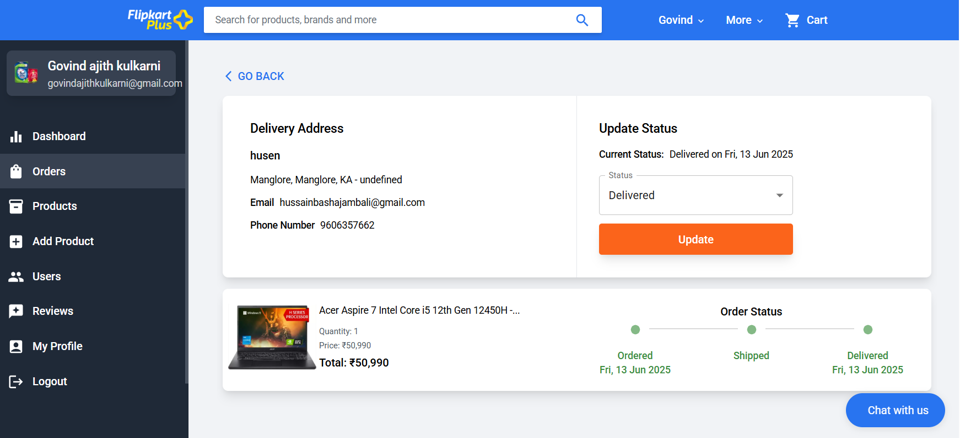 Flipkart
Plus
Search for products, brands and more
Govind
More
Cart
Govind ajith kulkarni
govindajithkulkarni@gmail.com
Dashboard
Orders
Products
Add Product
Users
Reviews
My Profile
Logout
GO BACK
Delivery Address
husen
Manglore, Manglore, KA - undefined
Email hussainbashajambali@gmail.com
Phone Number 9606357662
Update Status
Current Status: Delivered on Fri, 13 Jun 2025
Status
Delivered
Update
H SERIES
PROCESSOR
Acer Aspire 7 Intel Core i5 12th Gen 12450H -...
Quantity: 1
Price: ₹50,990
Total: ₹50,990
Order Status
Ordered
Fri, 13 Jun 2025
Shipped
Delivered
Fri, 13 Jun 2025
Chat with us